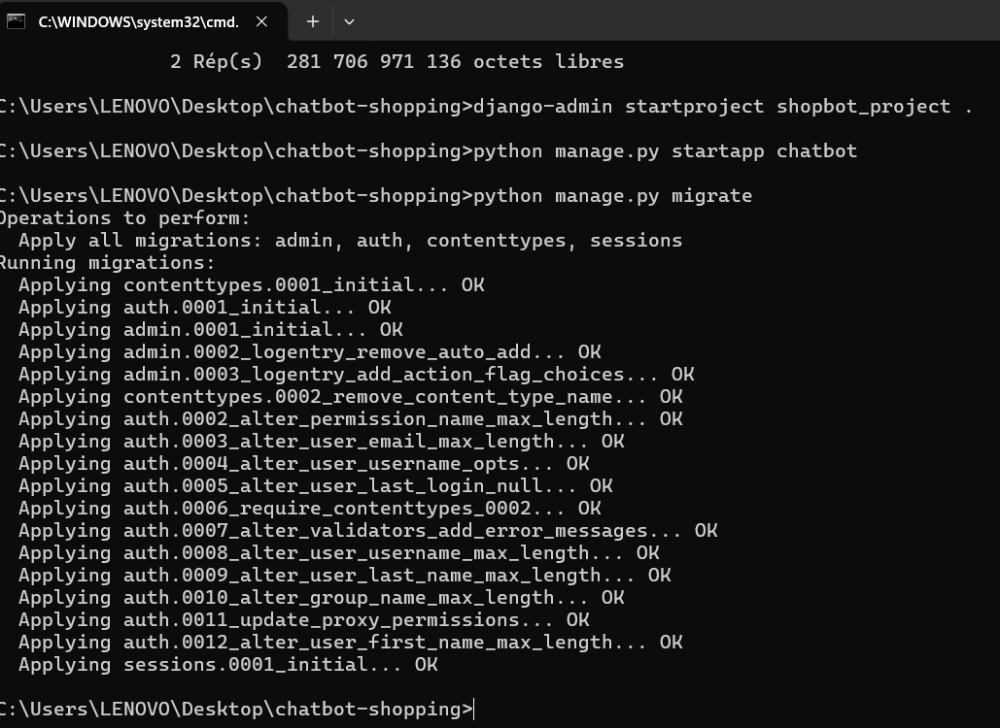 C:\WINDOWS\system32\cmd.
2 Rép(s)  281 706 971 136 octets libres
C:\Users\LENOVO\Desktop\chatbot-shopping>django-admin startproject shopbot_project .
C:\Users\LENOVO\Desktop\chatbot-shopping>python manage.py startapp chatbot
C:\Users\LENOVO\Desktop\chatbot-shopping>python manage.py migrate
Operations to perform:
  Apply all migrations: admin, auth, contenttypes, sessions
Running migrations:
  Applying contenttypes.0001_initial... OK
  Applying auth.0001_initial... OK
  Applying admin.0001_initial... OK
  Applying admin.0002_logentry_remove_auto_add... OK
  Applying admin.0003_logentry_add_action_flag_choices... OK
  Applying contenttypes.0002_remove_content_type_name... OK
  Applying auth.0002_alter_permission_name_max_length... OK
  Applying auth.0003_alter_user_email_max_length... OK
  Applying auth.0004_alter_user_username_opts... OK
  Applying auth.0005_alter_user_last_login_null... OK
  Applying auth.0006_require_contenttypes_0002... OK
  Applying auth.0007_alter_validators_add_error_messages... OK
  Applying auth.0008_alter_user_username_max_length... OK
  Applying auth.0009_alter_user_last_name_max_length... OK
  Applying auth.0010_alter_group_name_max_length... OK
  Applying auth.0011_update_proxy_permissions... OK
  Applying auth.0012_alter_user_first_name_max_length... OK
  Applying sessions.0001_initial... OK
C:\Users\LENOVO\Desktop\chatbot-shopping>